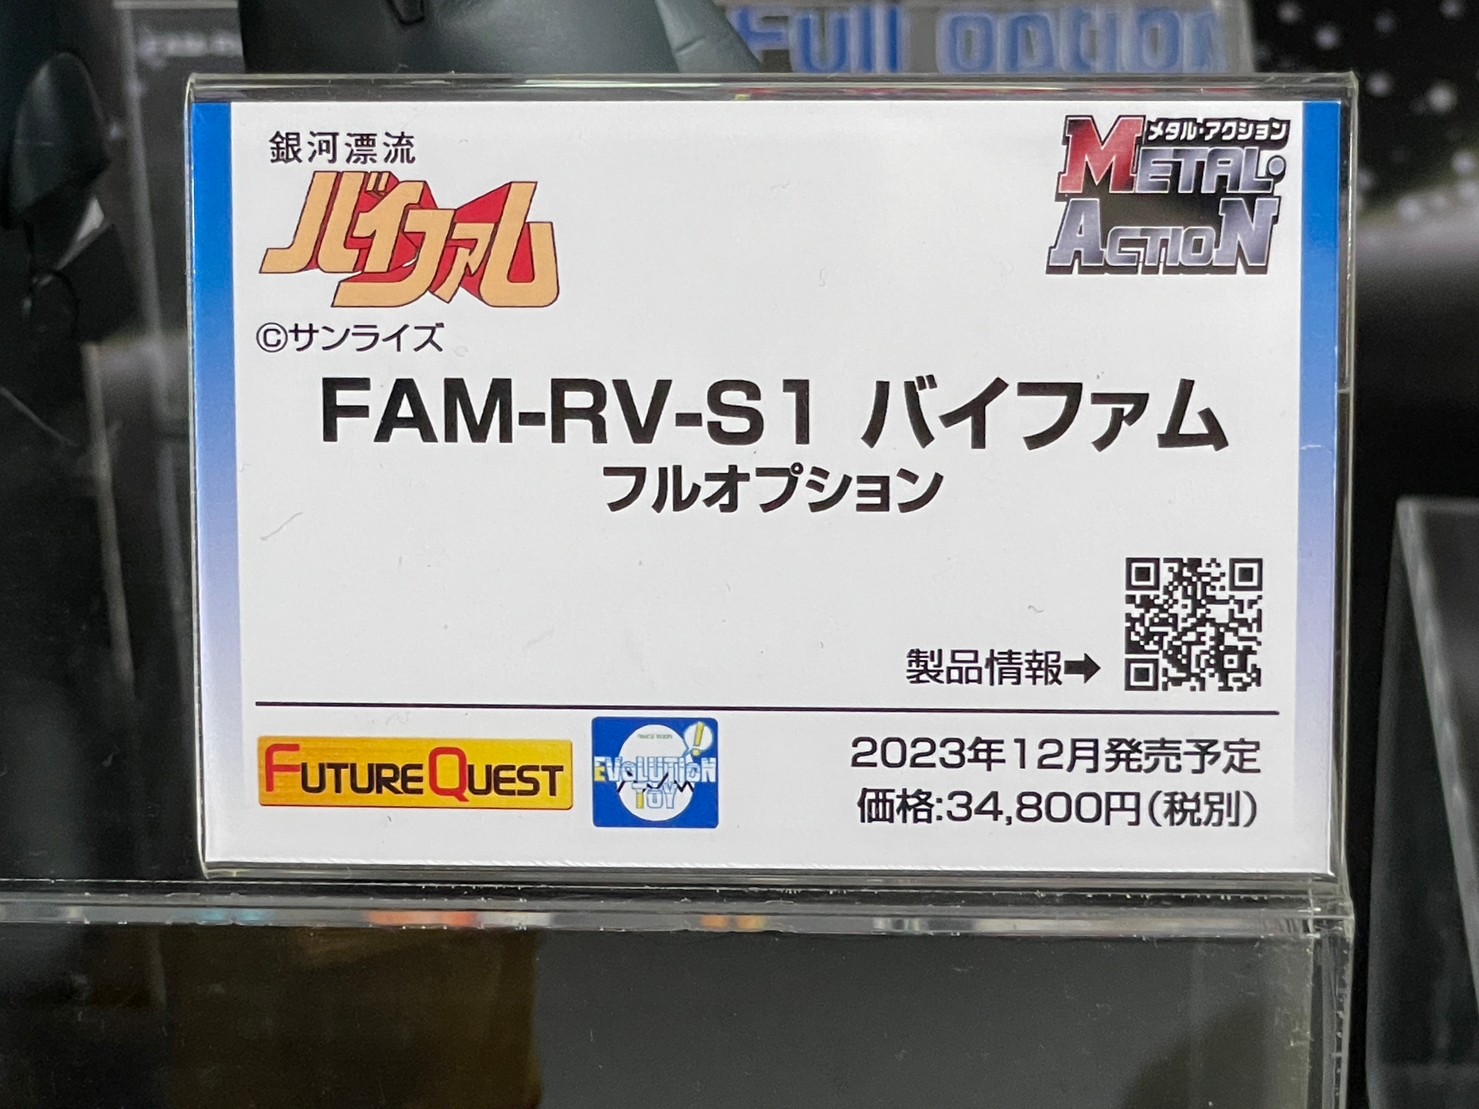 Full option
銀河漂流
バイファム
©サンライズ
メタル・アクション
METAL・
ACTION
FAM-RV-S1 バイファム
フルオプション
製品情報➡
FUTUREQUEST
EVOLUTION
TOY
2023年12月発売予定
価格:34,800円(税別)